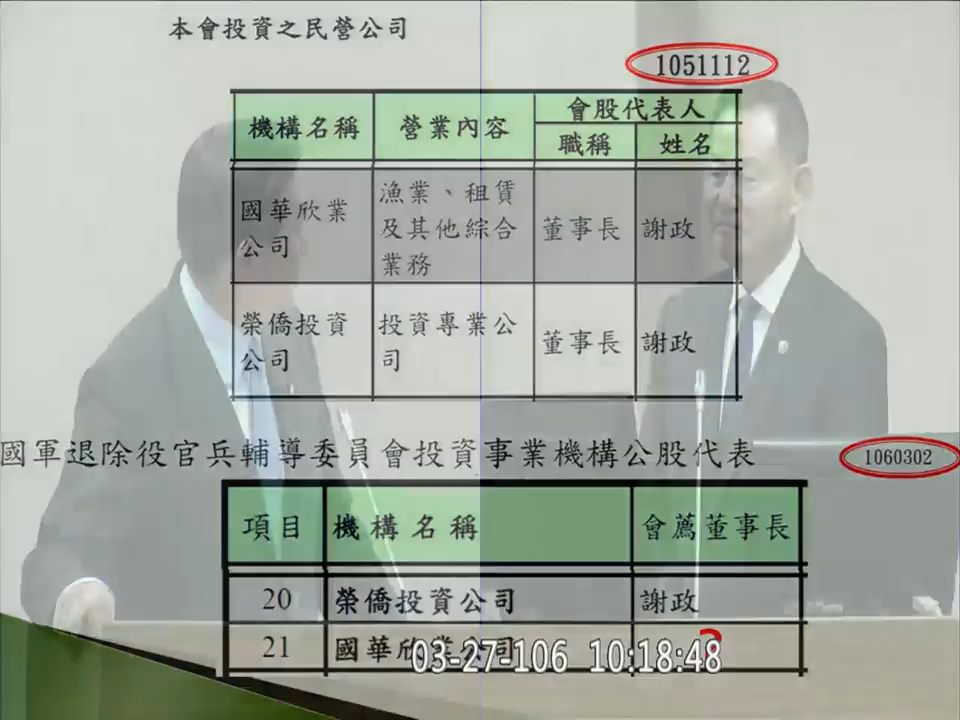 本會投資之民營公司
1051112
機構名稱 營業內容 會股代表人
職稱 姓名
國華欣業公司 漁業、租賃及其他綜合業務 董事長 謝政
榮僑投資公司 投資專業公司 董事長 謝政
國軍退除役官兵輔導委員會投資事業機構公股代表
1060302
項目 機構名稱 會薦董事長
20 榮僑投資公司 謝政
21 國華欣業公司
03-27-106 10:18:48